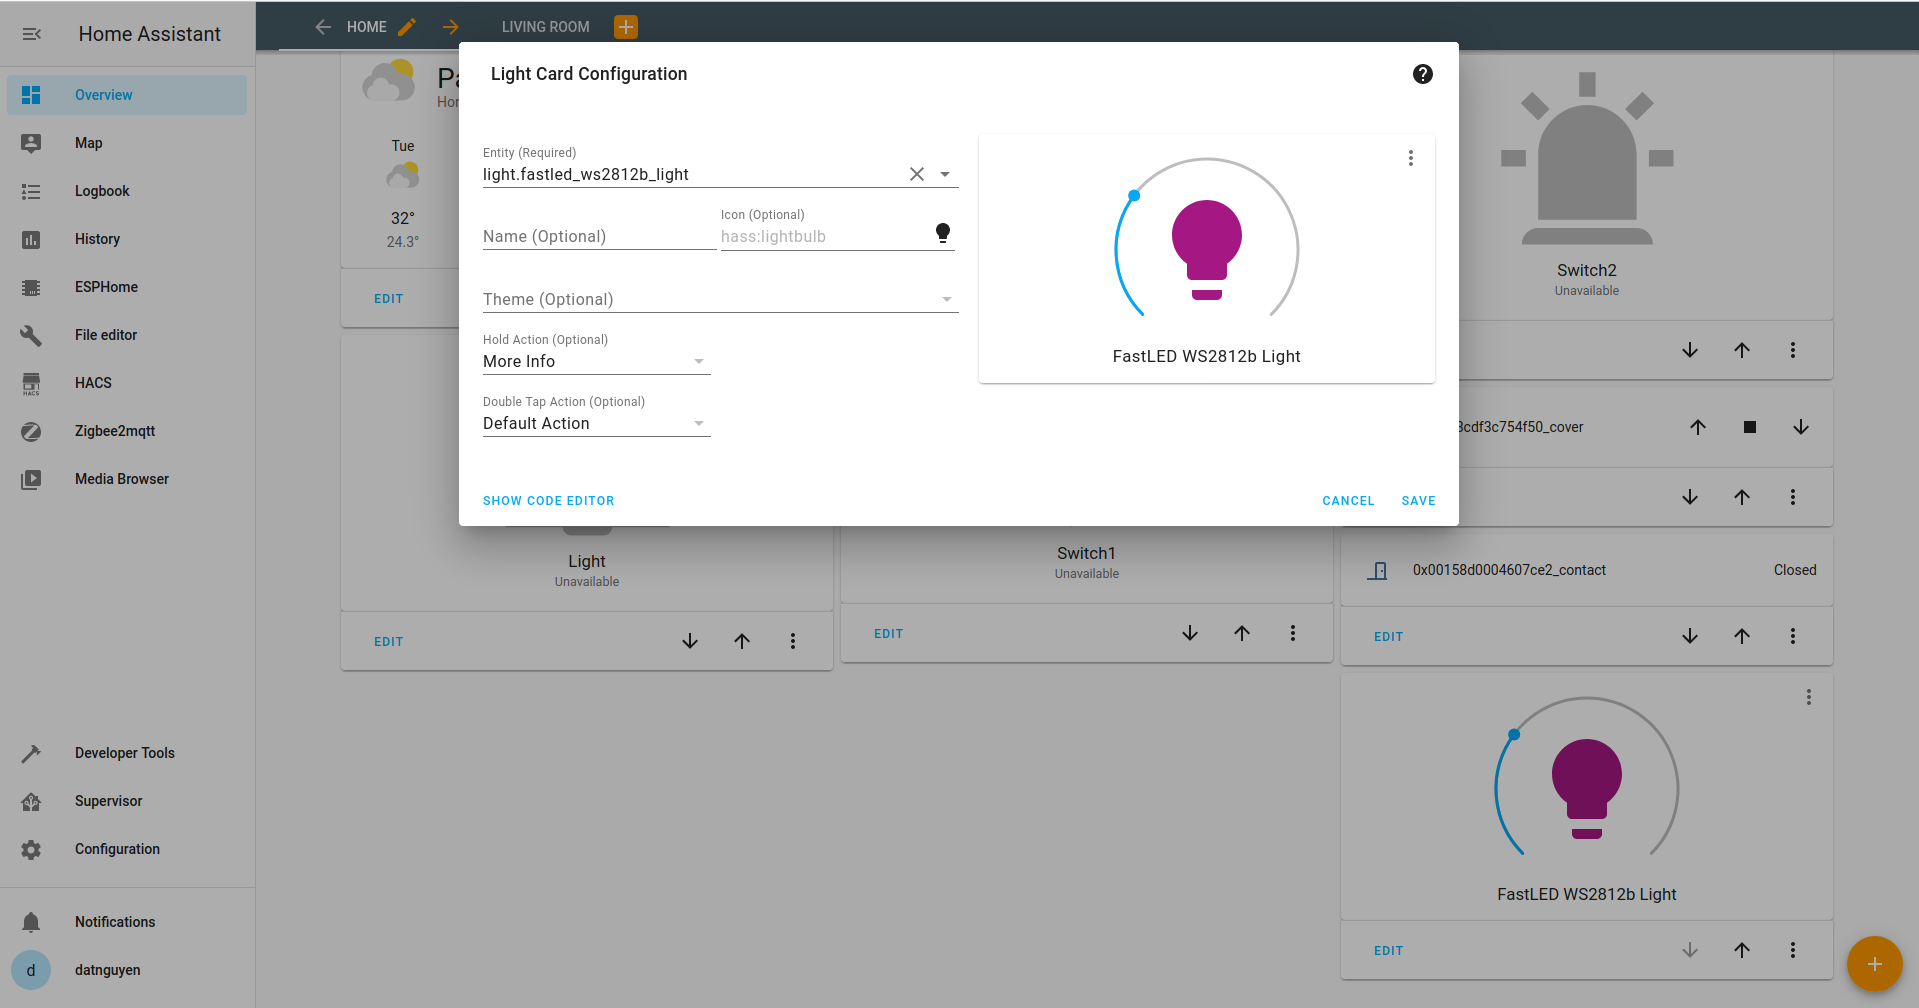 Home Assistant
Overview
Map
Logbook
History
ESPHome
File editor
HACS
HACS
Zigbee2mqtt
Media Browser
Developer Tools
Supervisor
Configuration
Notifications
d
datnguyen
HOME
LIVING ROOM
Tue
32°
24.3°
EDIT
Light Card Configuration
Entity (Required)
light.fastled_ws2812b_light
Name (Optional)
Icon (Optional)
hass:lightbulb
Theme (Optional)
Hold Action (Optional)
More Info
Double Tap Action (Optional)
Default Action
FastLED WS2812b Light
SHOW CODE EDITOR
CANCEL
SAVE
Light
Unavailable
EDIT
Switch1
Unavailable
EDIT
Switch2
Unavailable
3cdf3c754f50_cover
0x00158d0004607ce2_contact
Closed
EDIT
FastLED WS2812b Light
EDIT